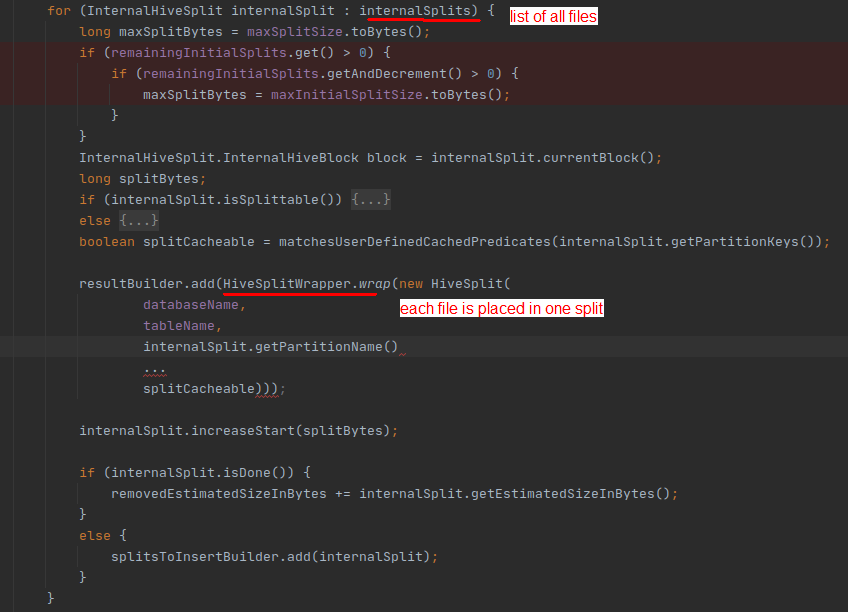 for (InternalHiveSplit internalSplit : internalSplits) { list of all files
long maxSplitBytes = maxSplitSize.toBytes();
if (remainingInitialSplits.get() > 0) {
if (remainingInitialSplits.getAndDecrement() > 0) {
maxSplitBytes = maxInitialSplitSize.toBytes();
}
}
InternalHiveSplit.InternalHiveBlock block = internalSplit.currentBlock();
long splitBytes;
if (internalSplit.isSplittable()) {...}
else {...}
boolean splitCacheable = matchesUserDefinedCachedPredicates(internalSplit.getPartitionKeys());
resultBuilder.add(HiveSplitWrapper.wrap(new HiveSplit(
databaseName, each file is placed in one split
tableName,
internalSplit.getPartitionName()
...
splitCacheable)));
internalSplit.increaseStart(splitBytes);
if (internalSplit.isDone()) {
removedEstimatedSizeInBytes += internalSplit.getEstimatedSizeInBytes();
}
else {
splitsToInsertBuilder.add(internalSplit);
}
}